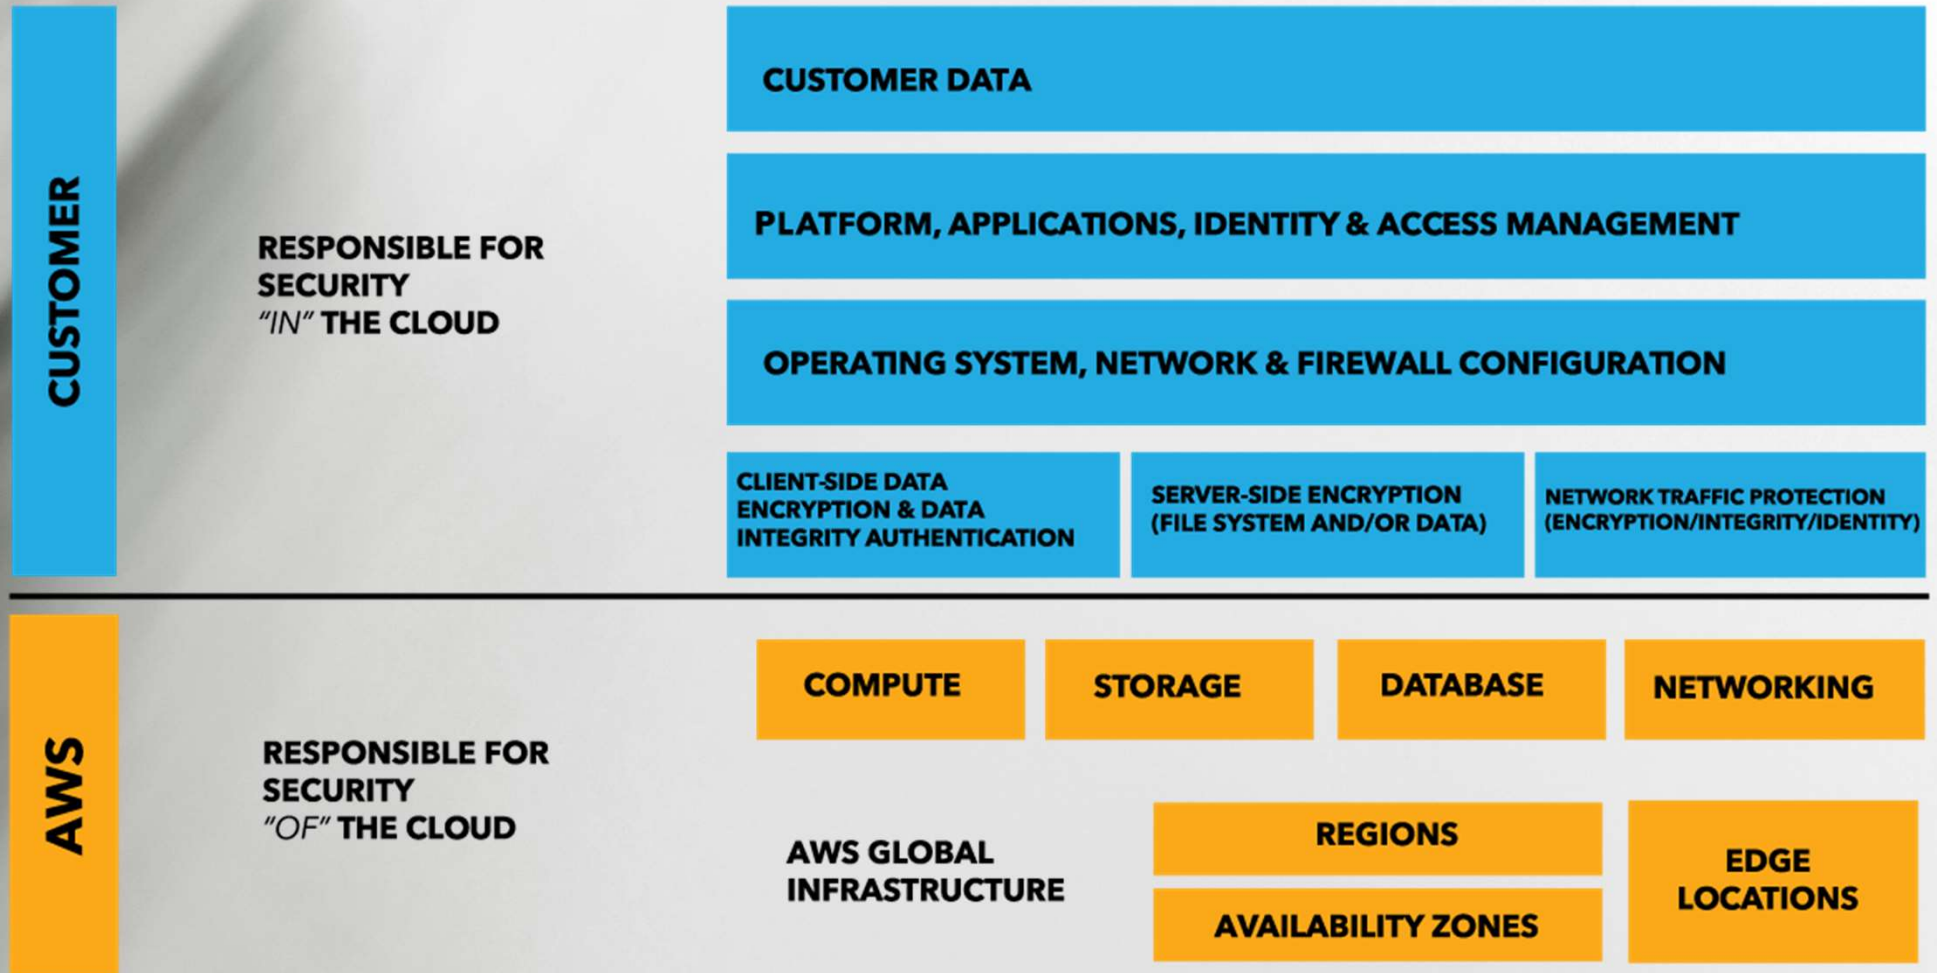 CUSTOMER
RESPONSIBLE FOR
SECURITY
"IN" THE CLOUD
CUSTOMER DATA
PLATFORM, APPLICATIONS, IDENTITY & ACCESS MANAGEMENT
OPERATING SYSTEM, NETWORK & FIREWALL CONFIGURATION
CLIENT-SIDE DATA
ENCRYPTION & DATA
INTEGRITY AUTHENTICATION
SERVER-SIDE ENCRYPTION
(FILE SYSTEM AND/OR DATA)
NETWORK TRAFFIC PROTECTION
(ENCRYPTION/INTEGRITY/IDENTITY)
AWS
RESPONSIBLE FOR
SECURITY
"OF" THE CLOUD
COMPUTE
STORAGE
DATABASE
NETWORKING
AWS GLOBAL
INFRASTRUCTURE
REGIONS
AVAILABILITY ZONES
EDGE
LOCATIONS